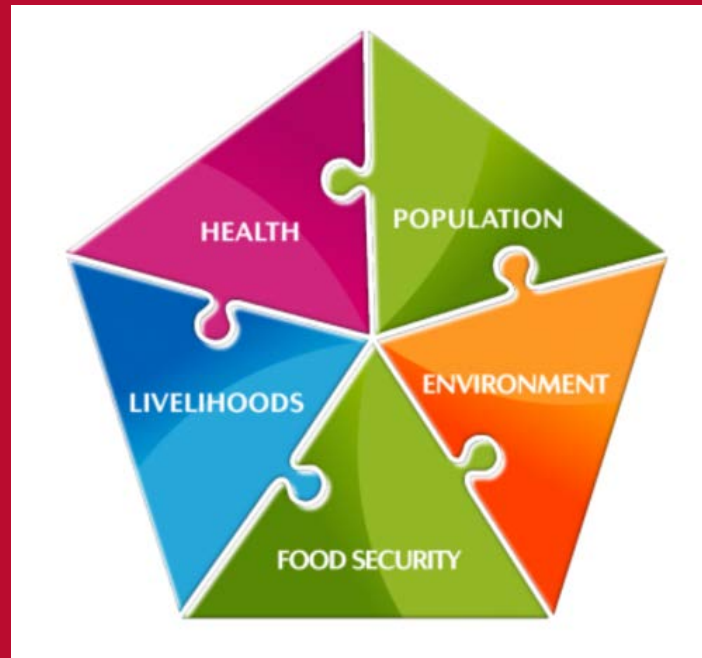 HEALTH
POPULATION
LIVELIHOODS
ENVIRONMENT
FOOD SECURITY